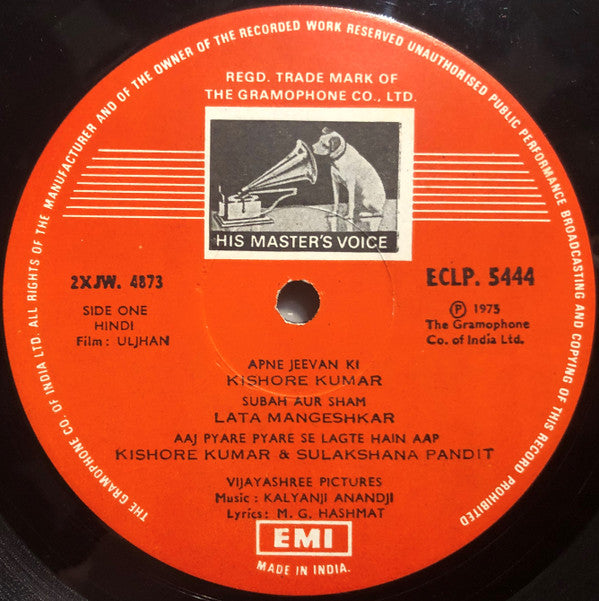 THE GRAMOPHONE CO. OF INDIA LTD. ALL RIGHTS OF THE MANUFACTURER AND OF THE OWNER OF THE RECORDED WORK RESERVED UNAUTHORISED PUBLIC PERFORMANCE BROADCASTING AND COPYING OF THIS RECORD PROHIBITED
REGD. TRADE MARK OF
THE GRAMOPHONE CO., LTD.
HIS MASTER'S VOICE
2XJW. 4873
ECLP. 5444
SIDE ONE
HINDI
Film : ULJHAN
Ⓟ 1975
The Gramophone
Co. of India Ltd.
APNE JEEVAN KI
KISHORE KUMAR
SUBAH AUR SHAM
LATA MANGESHKAR
AAJ PYARE PYARE SE LAGTE HAIN AAP
KISHORE KUMAR & SULAKSHANA PANDIT
VIJAYASHREE PICTURES
Music : KALYANJI ANANDJI
Lyrics: M. G. HASHMAT
EMI
MADE IN INDIA.